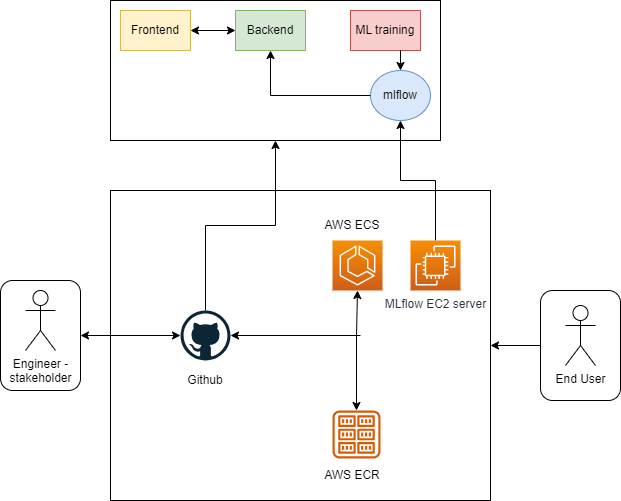 Frontend
Backend
ML training
mlflow
AWS ECS
MLflow EC2 server
Engineer -
stakeholder
Github
End User
AWS ECR